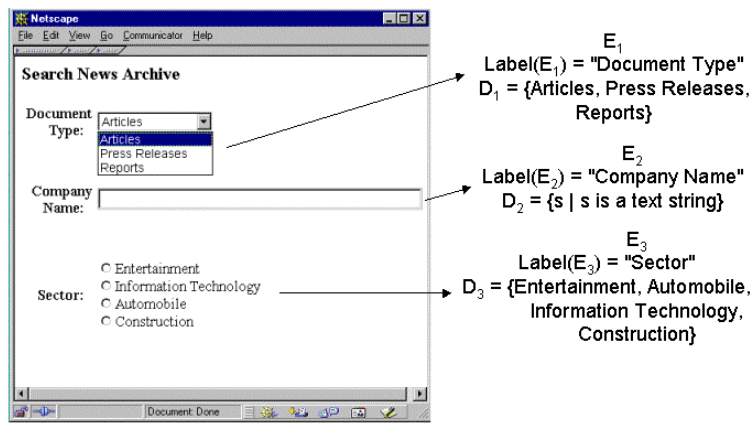 Netscape
File Edit View Go Communicator Help
Search News Archive
Document
Type:
Articles
Articles
Press Releases
Reports
Company
Name:
Sector:
Entertainment
Information Technology
Automobile
Construction
Document: Done
E1
Label(E1) = "Document Type"
D1 = {Articles, Press Releases,
Reports}
E2
Label(E2) = "Company Name"
D2 = {s | s is a text string}
E3
Label(E3) = "Sector"
D3 = {Entertainment, Automobile,
Information Technology,
Construction}